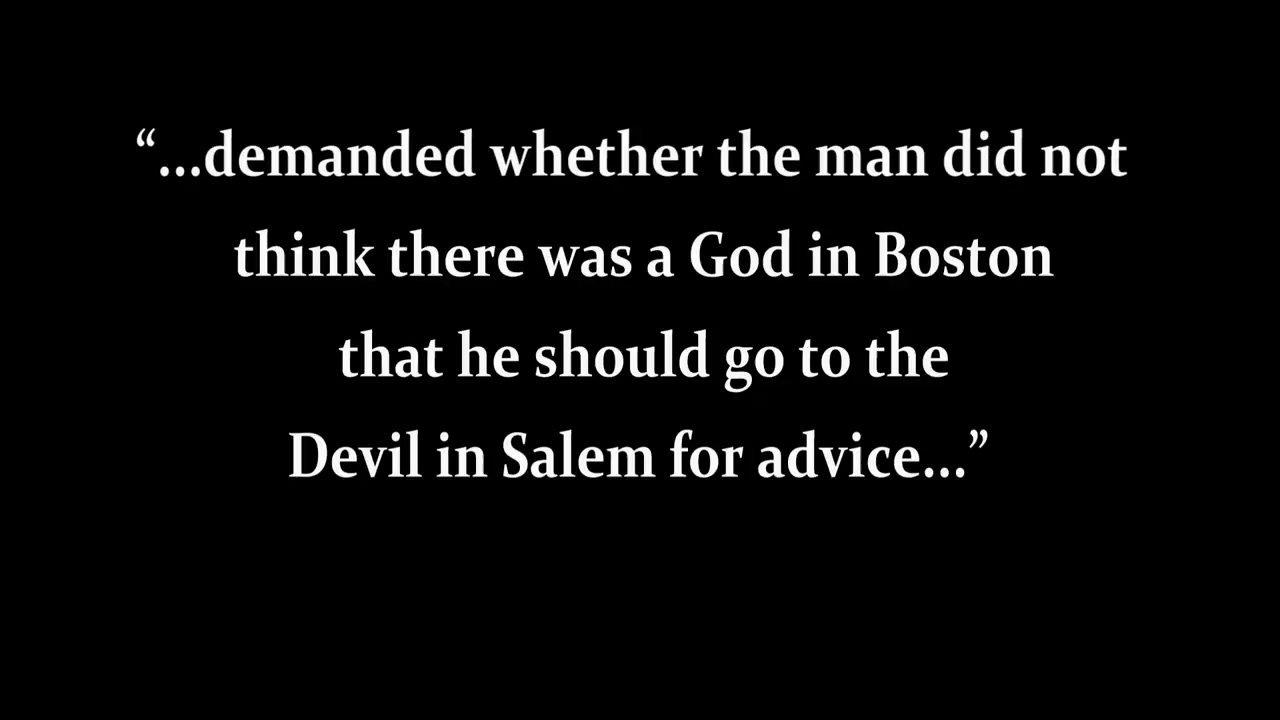 “...demanded whether the man did not
think there was a God in Boston
that he should go to the
Devil in Salem for advice...”